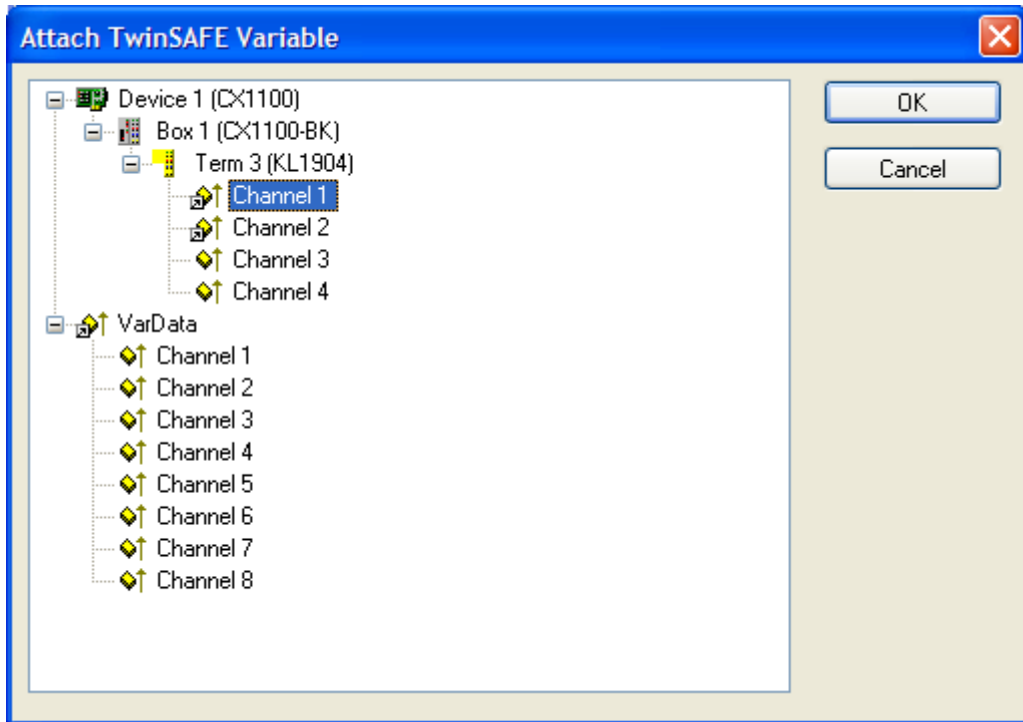 Attach TwinSAFE Variable
Device 1 (CX1100)
Box 1 (CX1100-BK)
Term 3 (KL1904)
Channel 1
Channel 2
Channel 3
Channel 4
VarData
Channel 1
Channel 2
Channel 3
Channel 4
Channel 5
Channel 6
Channel 7
Channel 8
OK
Cancel